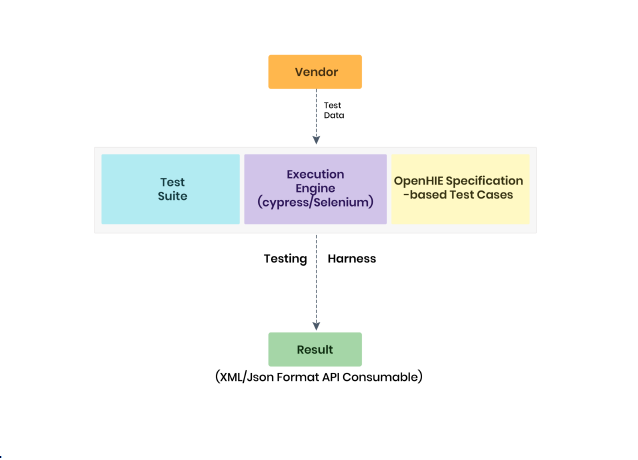 Vendor
Test
Data
Test
Suite
Execution
Engine
(cypress/Selenium)
OpenHIE Specification
-based Test Cases
Testing Harness
Result
(XML/Json Format API Consumable)